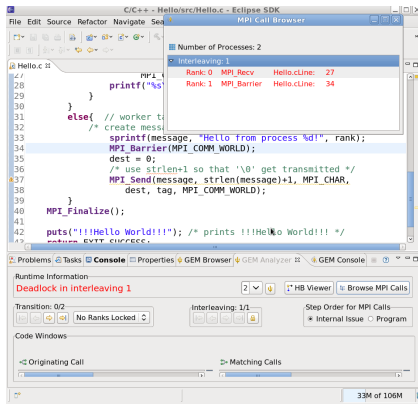 C/C++ - Hello/src/Hello.c - Eclipse SDK
MPI Call Browser
File Edit Source Refactor Navigate Sea
Number of Processes: 2
Interleaving: 1
Rank: 0 MPI_Recv Hello.cLine: 27
Rank: 1 MPI_Barrier Hello.cLine: 34
Hello.c
27
28 printf("%s
29 }
30 }
31 else{ // worker ta
32 /* create messa
33 sprintf(message, "Hello from process %d!", rank);
34 MPI_Barrier(MPI_COMM_WORLD);
35 dest = 0;
36 /* use strlen+1 so that '\0' get transmitted */
37 MPI_Send(message, strlen(message)+1, MPI_CHAR,
38 dest, tag, MPI_COMM_WORLD);
39 }
40 MPI_Finalize();
41
42 puts("!!!Hello World!!!"); /* prints !!!Hello World!!! */
43 return EXIT_SUCCESS;
Problems Tasks Console Properties GEM Browser GEM Analyzer GEM Console
Runtime Information
Deadlock in interleaving 1
2
HB Viewer
Browse MPI Calls
Transition: 0/2
Interleaving: 1/1
Step Order for MPI Calls
No Ranks Locked
Internal Issue
Program
Code Windows
Originating Call
Matching Calls
33M of 106M